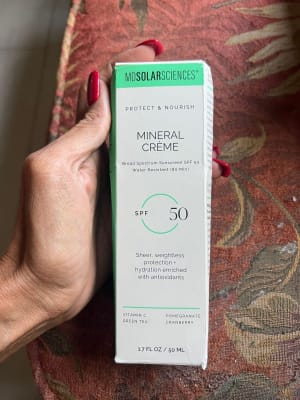 MDSOLARSCIENCES™
PROTECT & NOURISH
MINERAL
CRÈME
Broad Spectrum Sunscreen SPF 50
Water Resistant (80 Min)
SPF 50
Sheer, weightless
protection +
hydration enriched
with antioxidants
VITAMIN C POMEGRANATE
GREEN TEA CRANBERRY
1.7 FL OZ / 50 ML